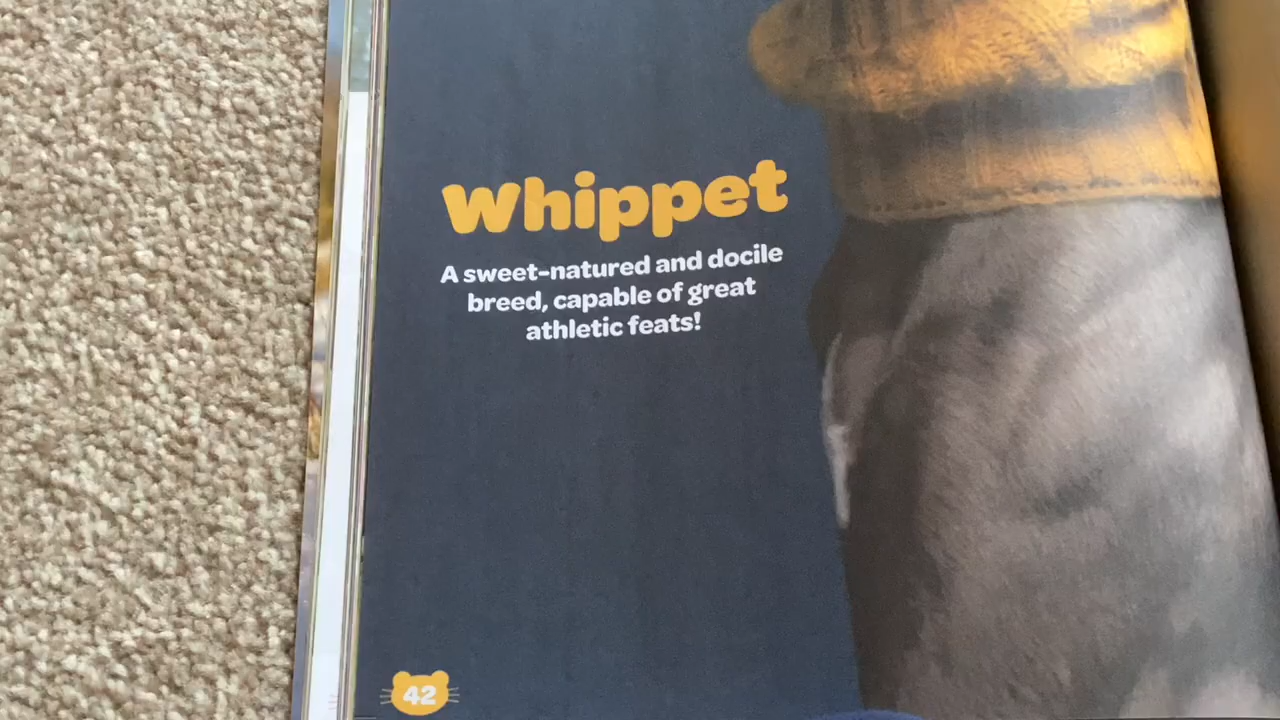 Whippet
A sweet-natured and docile
breed, capable of great
athletic feats!
42